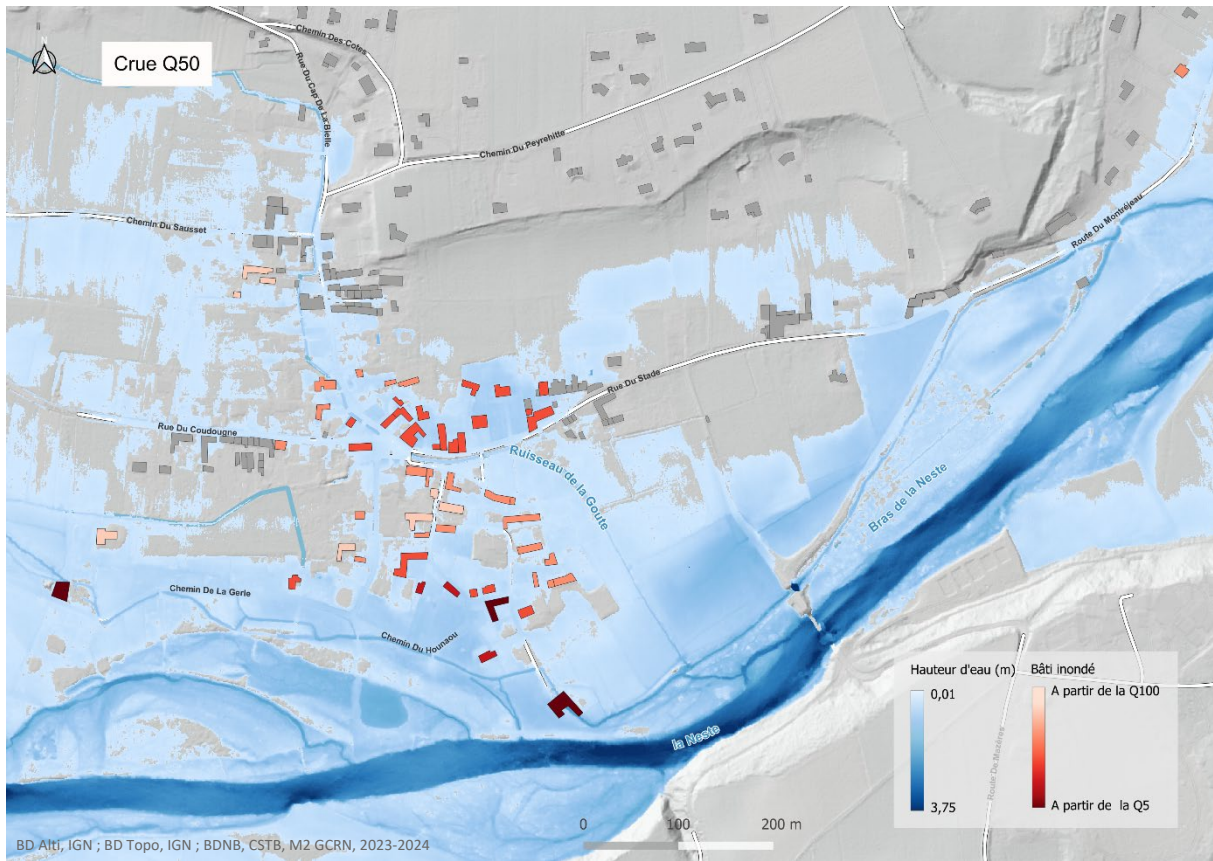 N
Crue Q50
Chemin Des Cotes
Rue Du Cap De La Bielle
Chemin Du Peyrehitte
Chemin Du Sausset
Route Du Montréjeau
Rue Du Stade
Rue Du Coudougne
Ruisseau de la Goute
Bras de la Neste
Chemin De La Gerle
Chemin Du Hounaou
la Neste
Route De Mazères
Hauteur d'eau (m)
0,01
3,75
Bâti inondé
A partir de la Q100
A partir de la Q5
0 100 200 m
BD Alti, IGN ; BD Topo, IGN ; BDNB, CSTB, M2 GCRN, 2023-2024